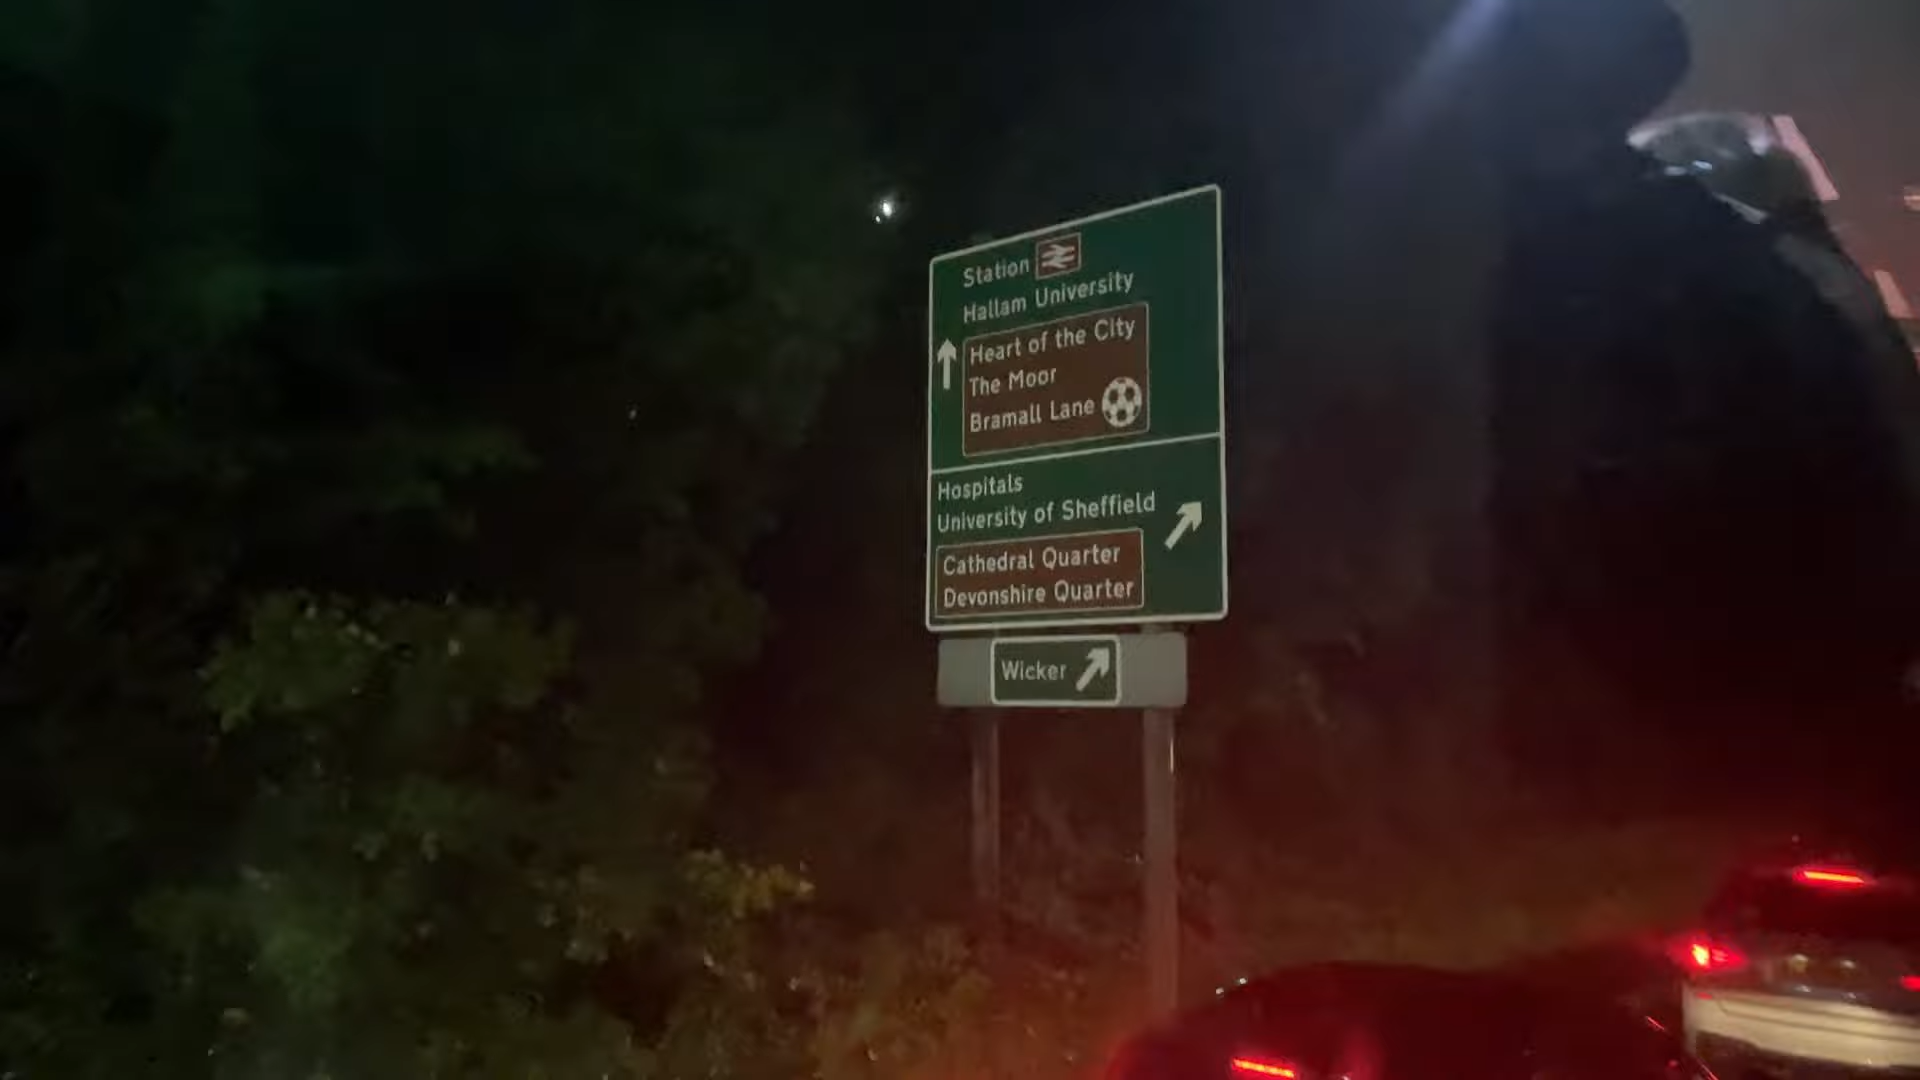 Station
Hallam University
Heart of the City
The Moor
Bramall Lane
Hospitals
University of Sheffield
Cathedral Quarter
Devonshire Quarter
Wicker